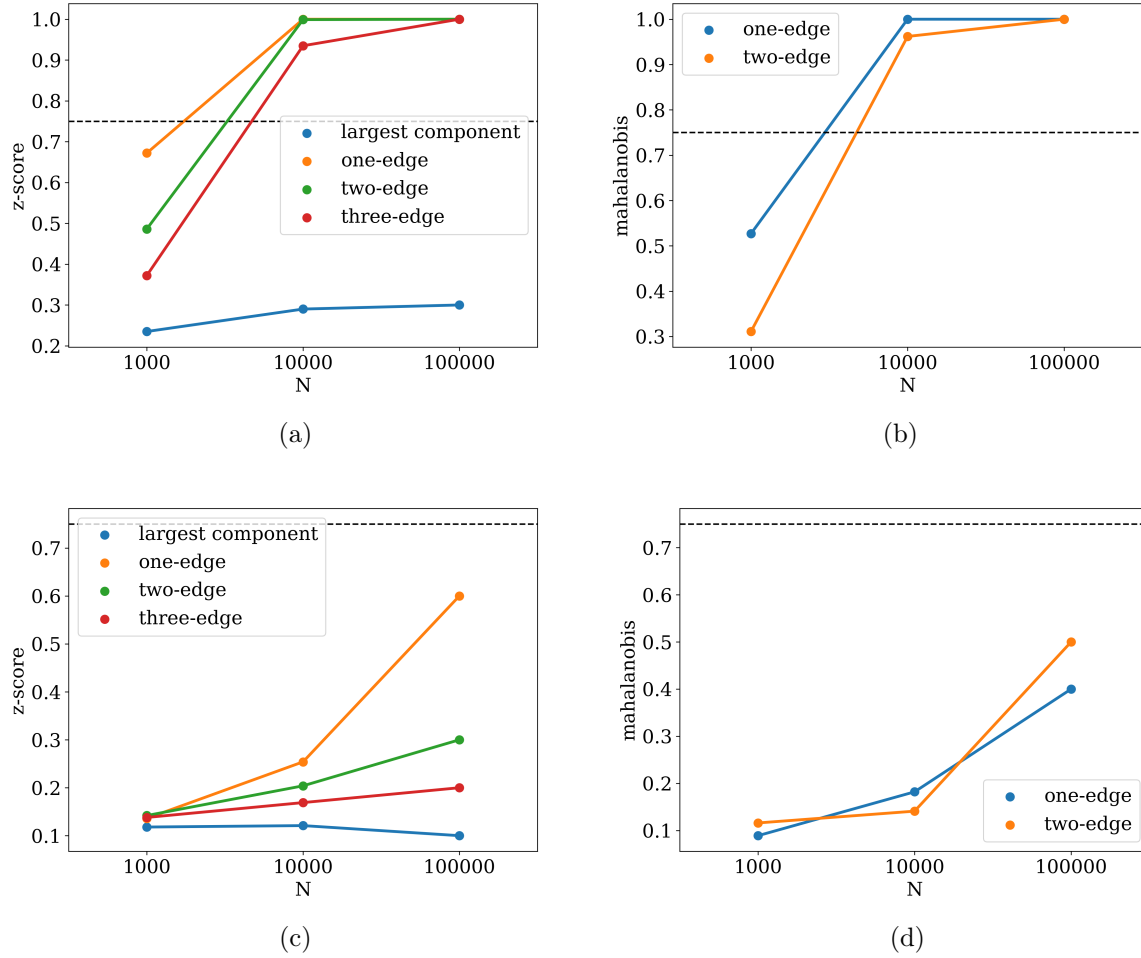 1.0
0.9
0.8
0.7
0.6
0.5
0.4
0.3
0.2
z-score
largest component
one-edge
two-edge
three-edge
1000 10000 100000
N
(a)
1.0
0.9
0.8
0.7
0.6
0.5
0.4
0.3
mahalanobis
one-edge
two-edge
1000 10000 100000
N
(b)
0.7
0.6
0.5
0.4
0.3
0.2
0.1
z-score
largest component
one-edge
two-edge
three-edge
1000 10000 100000
N
(c)
0.7
0.6
0.5
0.4
0.3
0.2
0.1
mahalanobis
one-edge
two-edge
1000 10000 100000
N
(d)